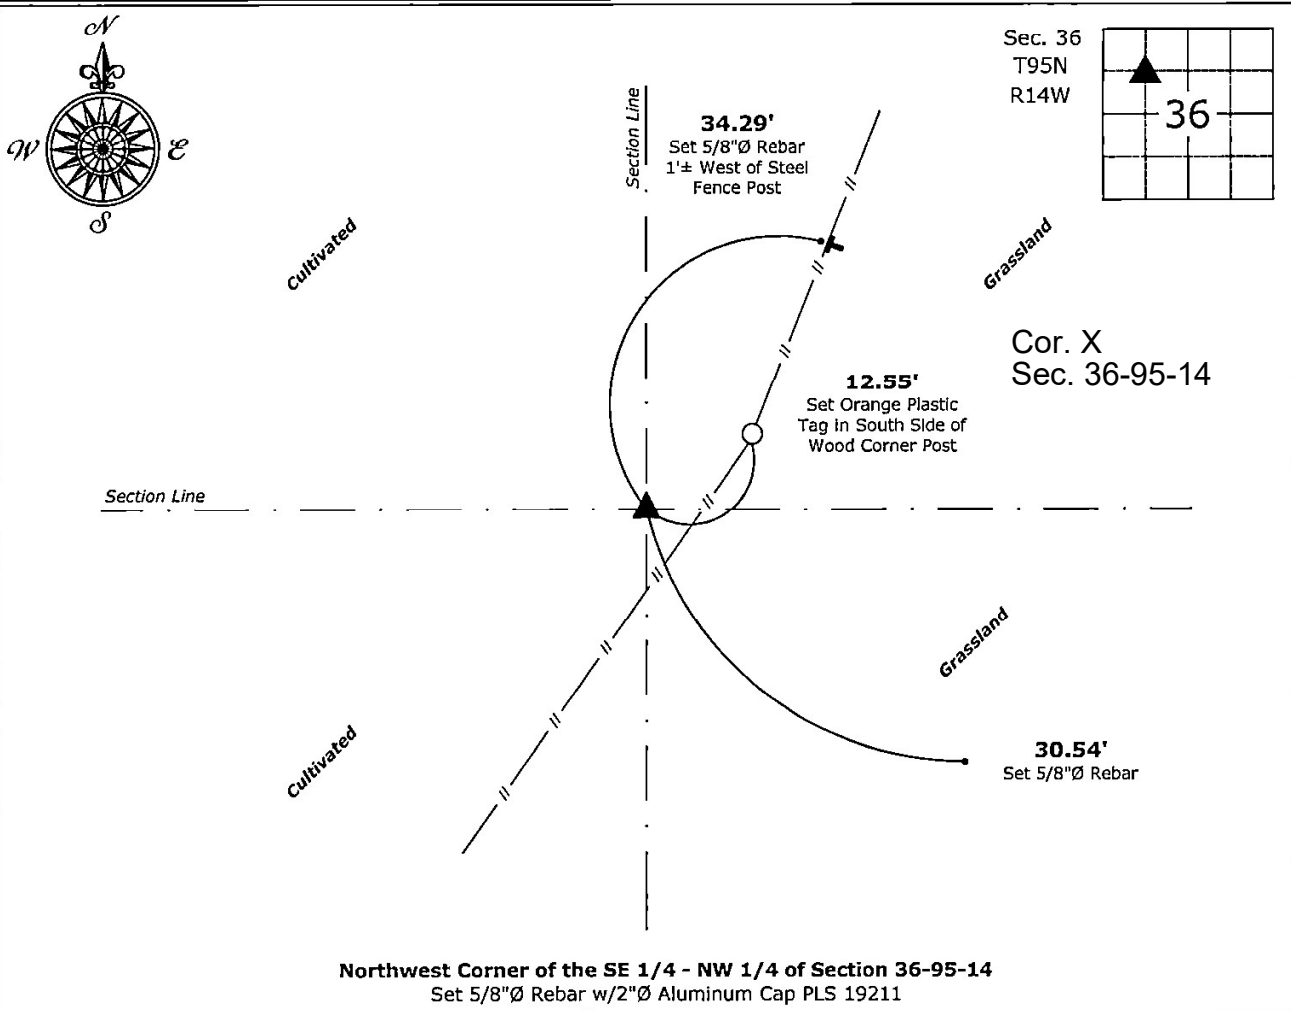 N
W
E
S
Sec. 36
T95N
R14W
36
Section Line
34.29'
Set 5/8"Ø Rebar
1'± West of Steel
Fence Post
Cultivated
Grassland
Cor. X
Sec. 36-95-14
12.55'
Set Orange Plastic
Tag in South Side of
Wood Corner Post
Section Line
Grassland
Cultivated
30.54'
Set 5/8"Ø Rebar
Northwest Corner of the SE 1/4 - NW 1/4 of Section 36-95-14
Set 5/8"Ø Rebar w/2"Ø Aluminum Cap PLS 19211